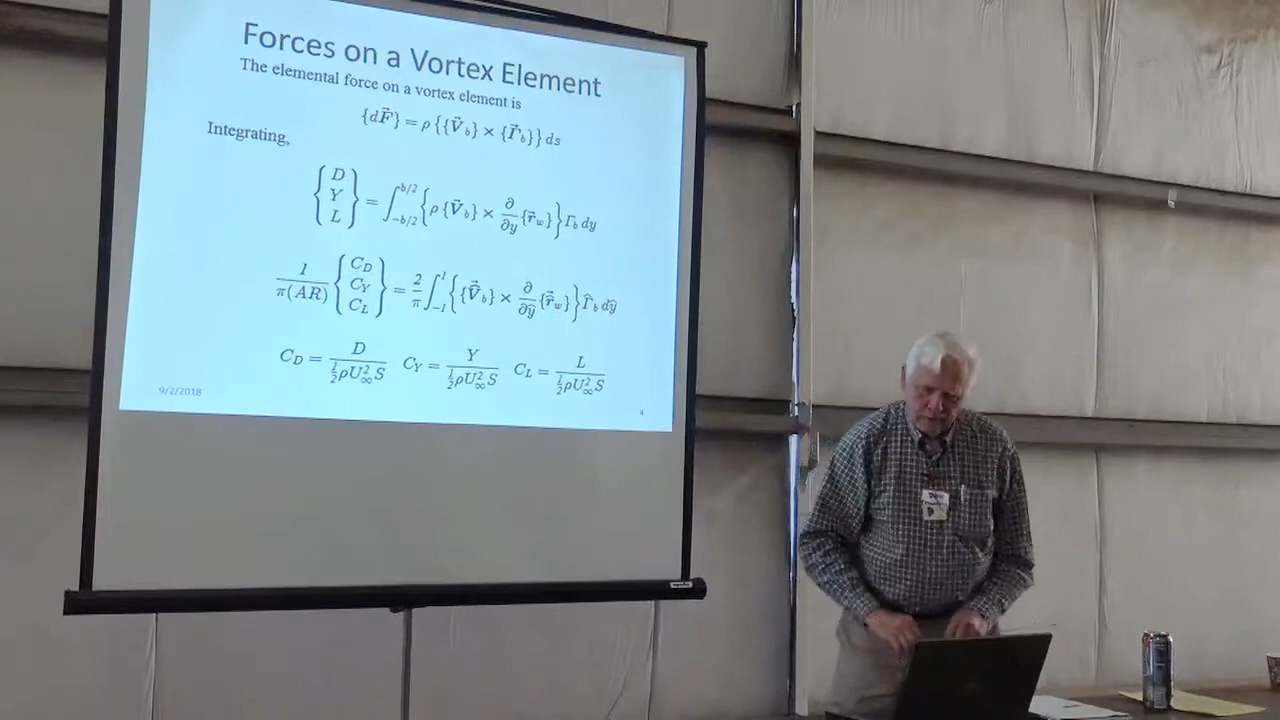 Forces on a Vortex Element
The elemental force on a vortex element is
{dF⃗} = ρ{{V⃗_b} × {Γ⃗_b}} ds
Integrating,
{D Y L} = ∫_{-b/2}^{b/2} {ρ{V⃗_b} × ∂/∂y {r⃗_w}} Γ_b dy
1/π(AR) {C_D C_Y C_L} = 2/π ∫_{-1}^{1} {{V̂⃗_b} × ∂/∂ŷ {r̂⃗_w}} Γ̂_b dŷ
C_D = D/(½ρU_∞²S) C_Y = Y/(½ρU_∞²S) C_L = L/(½ρU_∞²S)
9/2/2018
4